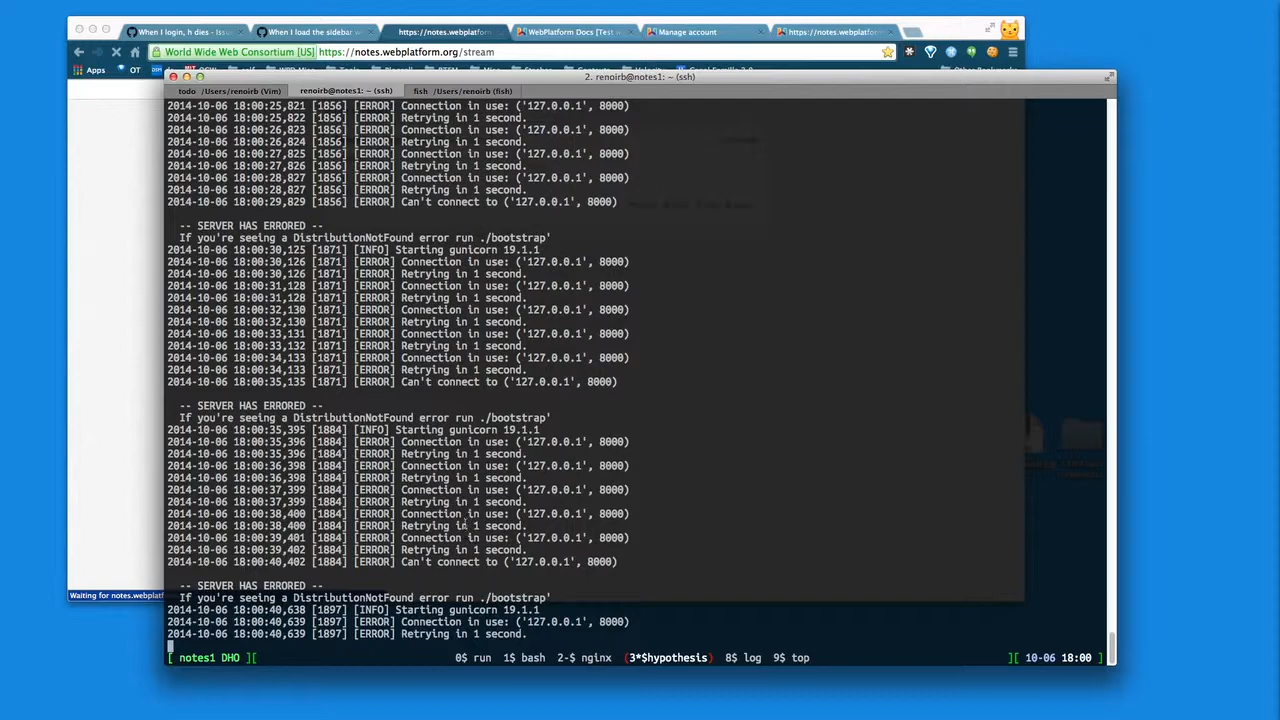 When I login, h dies - Issu
When I load the sidebar w
https://notes.webplatform
WebPlatform Docs [Test w
Manage account
https://notes.webplatform
World Wide Web Consortium [US] https://notes.webplatform.org/stream
Apps OT
2. renoirb@notes1: ~ (ssh)
todo /Users/renoirb (Vim) renoirb@notes1: ~ (ssh) fish /Users/renoirb (fish)
2014-10-06 18:00:25,821 [1856] [ERROR] Connection in use: ('127.0.0.1', 8000)
2014-10-06 18:00:25,822 [1856] [ERROR] Retrying in 1 second.
2014-10-06 18:00:26,823 [1856] [ERROR] Connection in use: ('127.0.0.1', 8000)
2014-10-06 18:00:26,824 [1856] [ERROR] Retrying in 1 second.
2014-10-06 18:00:27,825 [1856] [ERROR] Connection in use: ('127.0.0.1', 8000)
2014-10-06 18:00:27,826 [1856] [ERROR] Retrying in 1 second.
2014-10-06 18:00:28,827 [1856] [ERROR] Connection in use: ('127.0.0.1', 8000)
2014-10-06 18:00:28,827 [1856] [ERROR] Retrying in 1 second.
2014-10-06 18:00:29,829 [1856] [ERROR] Can't connect to ('127.0.0.1', 8000)
-- SERVER HAS ERRORED --
If you're seeing a DistributionNotFound error run ./bootstrap'
2014-10-06 18:00:30,125 [1871] [INFO] Starting gunicorn 19.1.1
2014-10-06 18:00:30,126 [1871] [ERROR] Connection in use: ('127.0.0.1', 8000)
2014-10-06 18:00:30,126 [1871] [ERROR] Retrying in 1 second.
2014-10-06 18:00:31,128 [1871] [ERROR] Connection in use: ('127.0.0.1', 8000)
2014-10-06 18:00:31,128 [1871] [ERROR] Retrying in 1 second.
2014-10-06 18:00:32,130 [1871] [ERROR] Connection in use: ('127.0.0.1', 8000)
2014-10-06 18:00:32,130 [1871] [ERROR] Retrying in 1 second.
2014-10-06 18:00:33,131 [1871] [ERROR] Connection in use: ('127.0.0.1', 8000)
2014-10-06 18:00:33,132 [1871] [ERROR] Retrying in 1 second.
2014-10-06 18:00:34,133 [1871] [ERROR] Connection in use: ('127.0.0.1', 8000)
2014-10-06 18:00:34,133 [1871] [ERROR] Retrying in 1 second.
2014-10-06 18:00:35,135 [1871] [ERROR] Can't connect to ('127.0.0.1', 8000)
-- SERVER HAS ERRORED --
If you're seeing a DistributionNotFound error run ./bootstrap'
2014-10-06 18:00:35,395 [1884] [INFO] Starting gunicorn 19.1.1
2014-10-06 18:00:35,396 [1884] [ERROR] Connection in use: ('127.0.0.1', 8000)
2014-10-06 18:00:35,396 [1884] [ERROR] Retrying in 1 second.
2014-10-06 18:00:36,398 [1884] [ERROR] Connection in use: ('127.0.0.1', 8000)
2014-10-06 18:00:36,398 [1884] [ERROR] Retrying in 1 second.
2014-10-06 18:00:37,399 [1884] [ERROR] Connection in use: ('127.0.0.1', 8000)
2014-10-06 18:00:37,399 [1884] [ERROR] Retrying in 1 second.
2014-10-06 18:00:38,400 [1884] [ERROR] Connection in use: ('127.0.0.1', 8000)
2014-10-06 18:00:38,400 [1884] [ERROR] Retrying in 1 second.
2014-10-06 18:00:39,401 [1884] [ERROR] Connection in use: ('127.0.0.1', 8000)
2014-10-06 18:00:39,402 [1884] [ERROR] Retrying in 1 second.
2014-10-06 18:00:40,402 [1884] [ERROR] Can't connect to ('127.0.0.1', 8000)
-- SERVER HAS ERRORED --
If you're seeing a DistributionNotFound error run ./bootstrap'
2014-10-06 18:00:40,638 [1897] [INFO] Starting gunicorn 19.1.1
2014-10-06 18:00:40,639 [1897] [ERROR] Connection in use: ('127.0.0.1', 8000)
2014-10-06 18:00:40,639 [1897] [ERROR] Retrying in 1 second.
Waiting for notes.webplatf
[ notes1 DHO ][ 0$ run 1$ bash 2-$ nginx (3*$hypothesis) 8$ log 9$ top ][ 10-06 18:00 ]